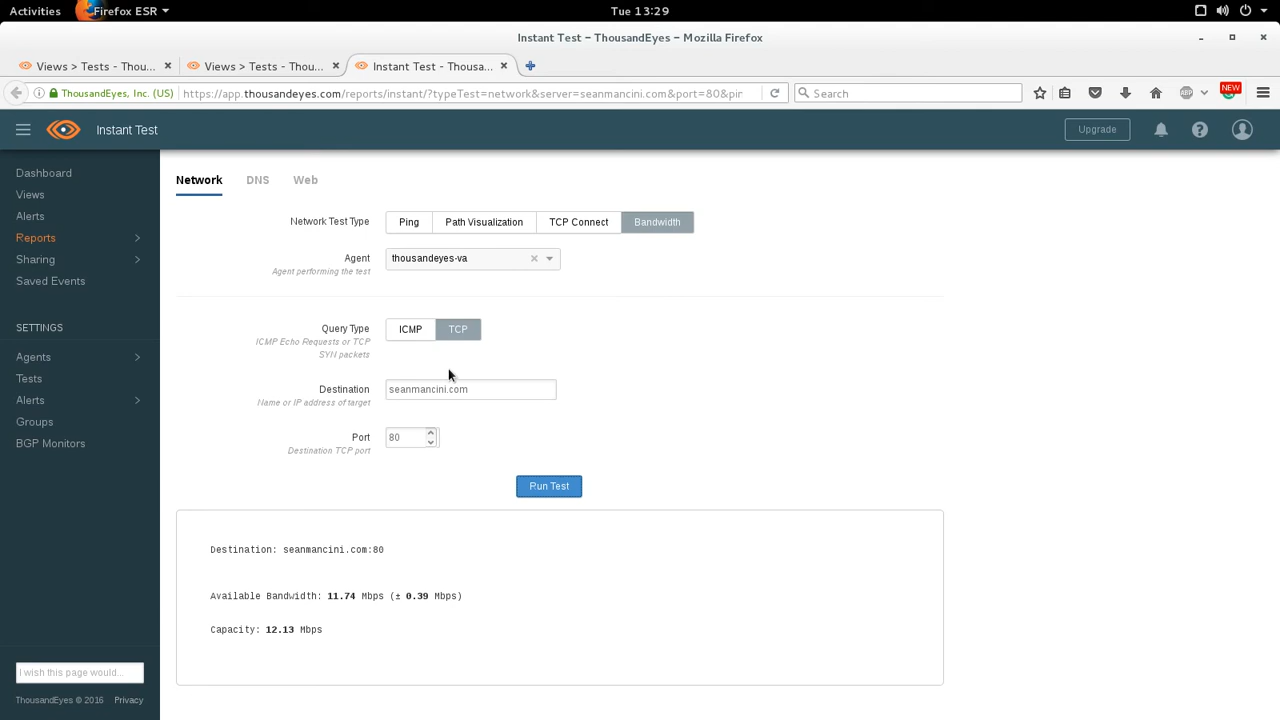 Activities Firefox ESR Tue 13:29
Instant Test – ThousandEyes – Mozilla Firefox
Views > Tests - Thou... Views > Tests - Thou... Instant Test - Thousa...
ThousandEyes, Inc. (US) https://app.thousandeyes.com/reports/instant/?typeTest=network&server=seanmancini.com&port=80&pir Search ABP NEW
Instant Test Upgrade
Dashboard
Views
Alerts
Reports
Sharing
Saved Events
SETTINGS
Agents
Tests
Alerts
Groups
BGP Monitors
I wish this page would...
ThousandEyes © 2016 Privacy
Network DNS Web
Network Test Type Ping Path Visualization TCP Connect Bandwidth
Agent thousandeyes-va
Agent performing the test
Query Type ICMP TCP
ICMP Echo Requests or TCP
SYN packets
Destination seanmancini.com
Name or IP address of target
Port 80
Destination TCP port
Run Test
Destination: seanmancini.com:80
Available Bandwidth: 11.74 Mbps (± 0.39 Mbps)
Capacity: 12.13 Mbps